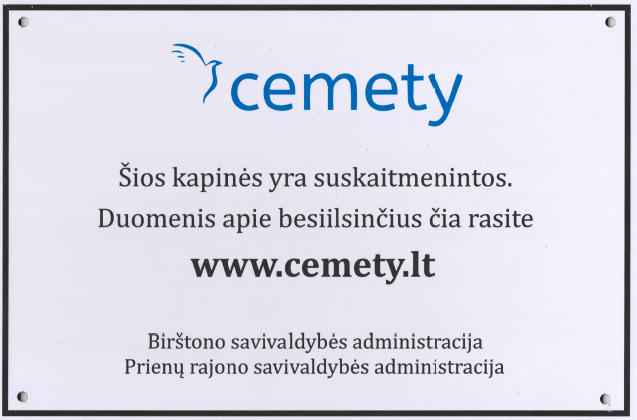 cemety
Šios kapinės yra suskaitmenintos.
Duomenis apie besiilsinčius čia rasite
www.cemety.lt
Birštono savivaldybės administracija
Prienų rajono savivaldybės administracija